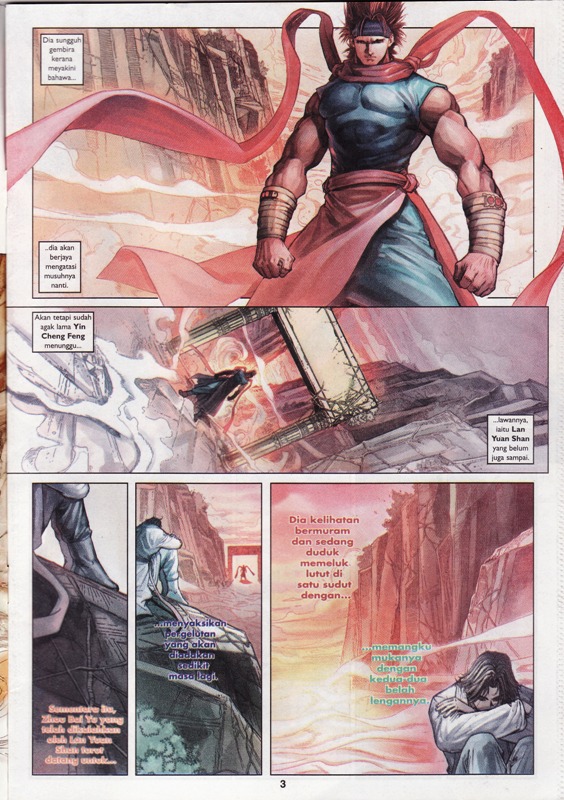 Dia sungguh
gembira
kerana
meyakini
bahawa...
..dia akan
berjaya
mengatasi
musuhnya
nanti.
Akan tetapi sudah
agak lama Yin
Cheng Feng
menunggu...
...lawannya,
iaitu Lan
Yuan Shan
yang belum
juga sampai.
Sementara itu,
Zhou Bai Ye yang
telah dikalahkan
oleh Lan Yuan
Shan turut
datang untuk...
...menyaksikan
pergelutan
yang akan
diadakan
sedikit
masa lagi.
Dia kelihatan
bermuram
dan sedang
duduk
memeluk
lutut di
satu sudut
dengan...
...memangku
mukanya
dengan
kedua-dua
belah
lengannya.
3